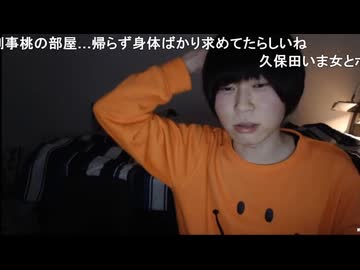 事桃の部屋…帰らず身体ばかり求めてたらしいね
久保田いま女とホ